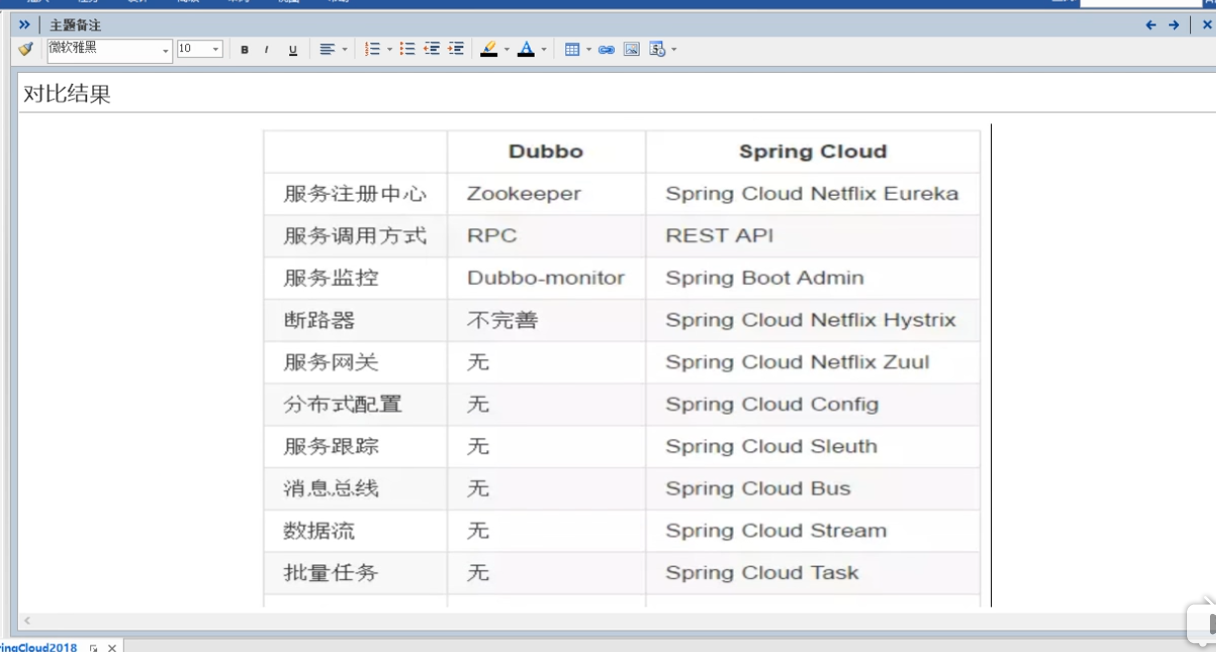 主题备注
微软雅黑 10 B I U A
对比结果
Dubbo Spring Cloud
服务注册中心 Zookeeper Spring Cloud Netflix Eureka
服务调用方式 RPC REST API
服务监控 Dubbo-monitor Spring Boot Admin
断路器 不完善 Spring Cloud Netflix Hystrix
服务网关 无 Spring Cloud Netflix Zuul
分布式配置 无 Spring Cloud Config
服务跟踪 无 Spring Cloud Sleuth
消息总线 无 Spring Cloud Bus
数据流 无 Spring Cloud Stream
批量任务 无 Spring Cloud Task
ingCloud2018